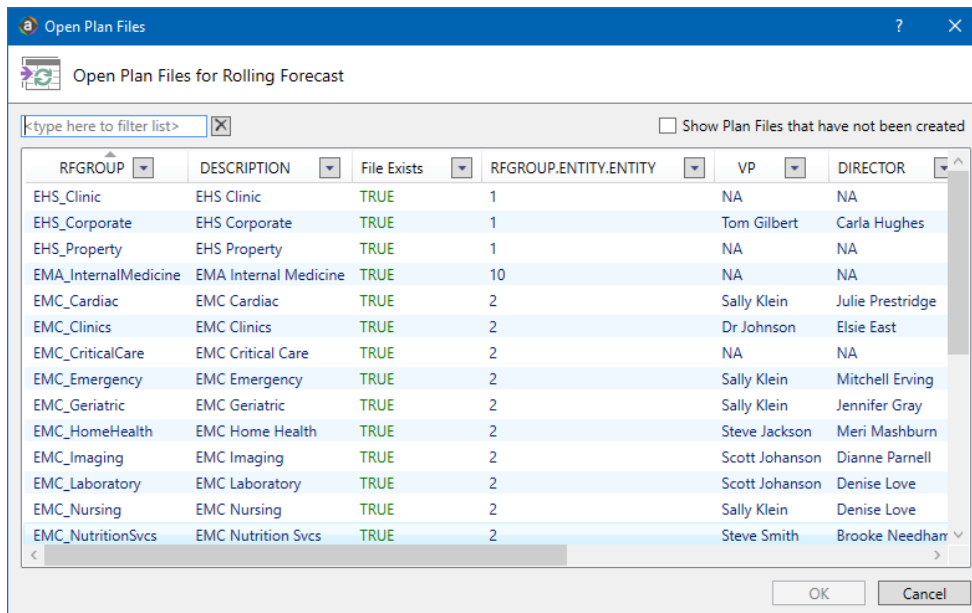 Open Plan Files ?
Open Plan Files for Rolling Forecast
<type here to filter list> Show Plan Files that have not been created
RFGROUP DESCRIPTION File Exists RFGROUP.ENTITY.ENTITY VP DIRECTOR
EHS_Clinic EHS Clinic TRUE 1 NA NA
EHS_Corporate EHS Corporate TRUE 1 Tom Gilbert Carla Hughes
EHS_Property EHS Property TRUE 1 NA NA
EMA_InternalMedicine EMA Internal Medicine TRUE 10 NA NA
EMC_Cardiac EMC Cardiac TRUE 2 Sally Klein Julie Prestridge
EMC_Clinics EMC Clinics TRUE 2 Dr Johnson Elsie East
EMC_CriticalCare EMC Critical Care TRUE 2 NA NA
EMC_Emergency EMC Emergency TRUE 2 Sally Klein Mitchell Erving
EMC_Geriatric EMC Geriatric TRUE 2 Sally Klein Jennifer Gray
EMC_HomeHealth EMC Home Health TRUE 2 Steve Jackson Meri Mashburn
EMC_Imaging EMC Imaging TRUE 2 Scott Johanson Dianne Parnell
EMC_Laboratory EMC Laboratory TRUE 2 Scott Johanson Denise Love
EMC_Nursing EMC Nursing TRUE 2 Sally Klein Denise Love
EMC_NutritionSvcs EMC Nutrition Svcs TRUE 2 Steve Smith Brooke Needham
OK Cancel